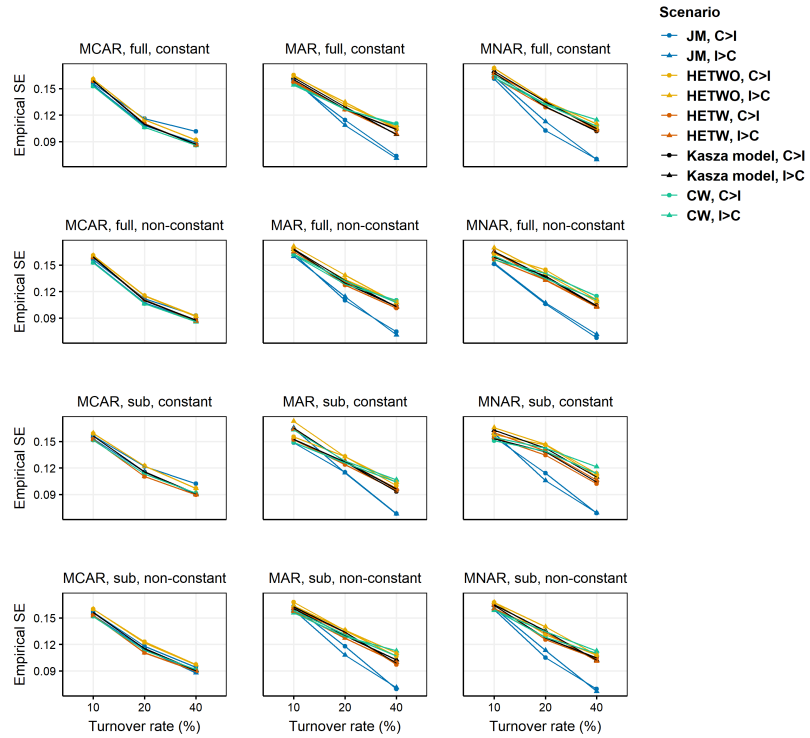 Scenario
JM, C>I
JM, I>C
HETWO, C>I
HETWO, I>C
HETW, C>I
HETW, I>C
Kasza model, C>I
Kasza model, I>C
CW, C>I
CW, I>C
MCAR, full, constant
MAR, full, constant
MNAR, full, constant
Empirical SE
0.15
0.12
0.09
MCAR, full, non-constant
MAR, full, non-constant
MNAR, full, non-constant
Empirical SE
0.15
0.12
0.09
MCAR, sub, constant
MAR, sub, constant
MNAR, sub, constant
Empirical SE
0.15
0.12
0.09
MCAR, sub, non-constant
MAR, sub, non-constant
MNAR, sub, non-constant
Empirical SE
0.15
0.12
0.09
10 20 40
10 20 40
10 20 40
Turnover rate (%)
Turnover rate (%)
Turnover rate (%)